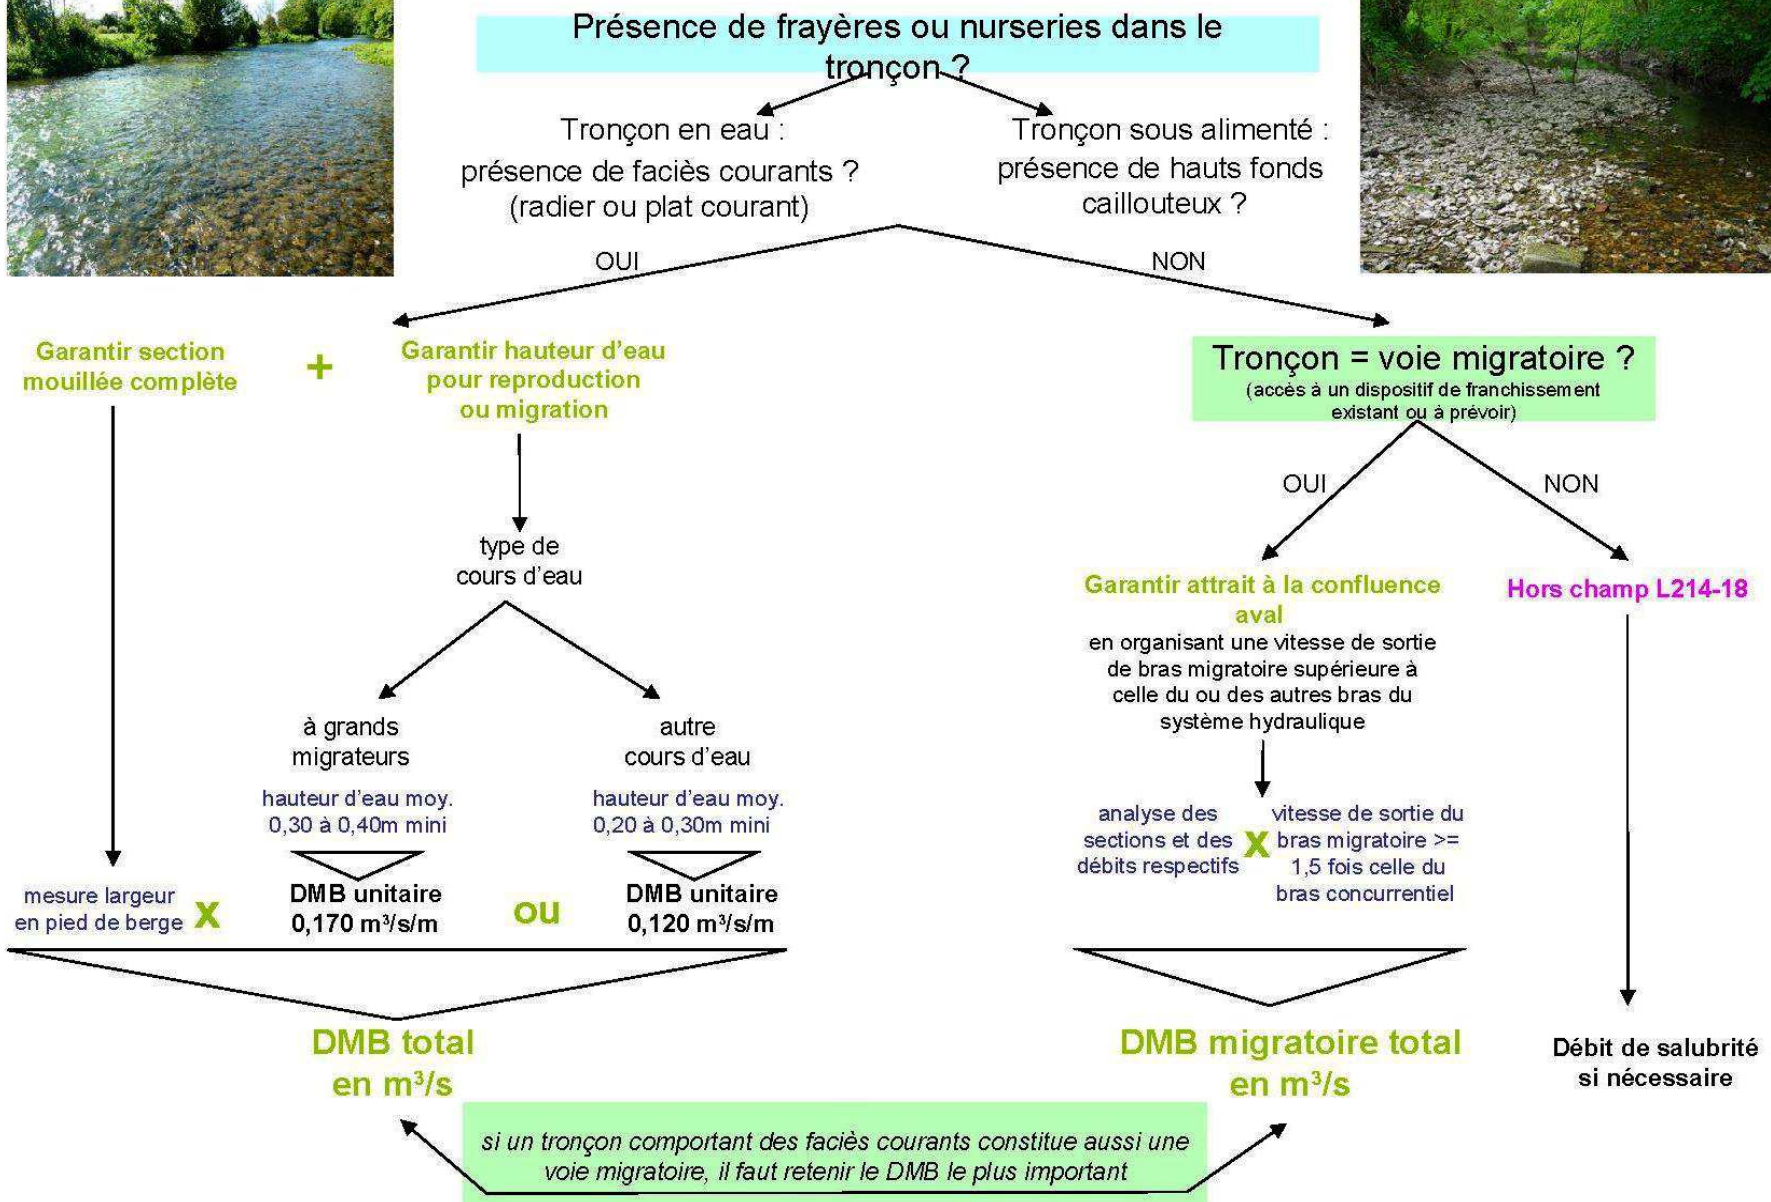 Présence de frayères ou nurseries dans le
tronçon ?
Tronçon en eau :
présence de faciès courants ?
(radier ou plat courant)
Tronçon sous alimenté :
présence de hauts fonds
caillouteux ?
OUI
NON
Garantir section
mouillée complète
+
Garantir hauteur d'eau
pour reproduction
ou migration
Tronçon = voie migratoire ?
(accès à un dispositif de franchissement
existant ou à prévoir)
OUI
NON
type de
cours d'eau
Garantir attrait à la confluence
aval
en organisant une vitesse de sortie
de bras migratoire supérieure à
celle du ou des autres bras du
système hydraulique
Hors champ L214-18
à grands
migrateurs
autre
cours d'eau
hauteur d'eau moy.
0,30 à 0,40m mini
hauteur d'eau moy.
0,20 à 0,30m mini
analyse des
sections et des
débits respectifs
x
vitesse de sortie du
bras migratoire >=
1,5 fois celle du
bras concurrentiel
mesure largeur
en pied de berge
x
DMB unitaire
0,170 m³/s/m
ou
DMB unitaire
0,120 m³/s/m
DMB total
en m³/s
DMB migratoire total
en m³/s
Débit de salubrité
si nécessaire
si un tronçon comportant des faciès courants constitue aussi une
voie migratoire, il faut retenir le DMB le plus important